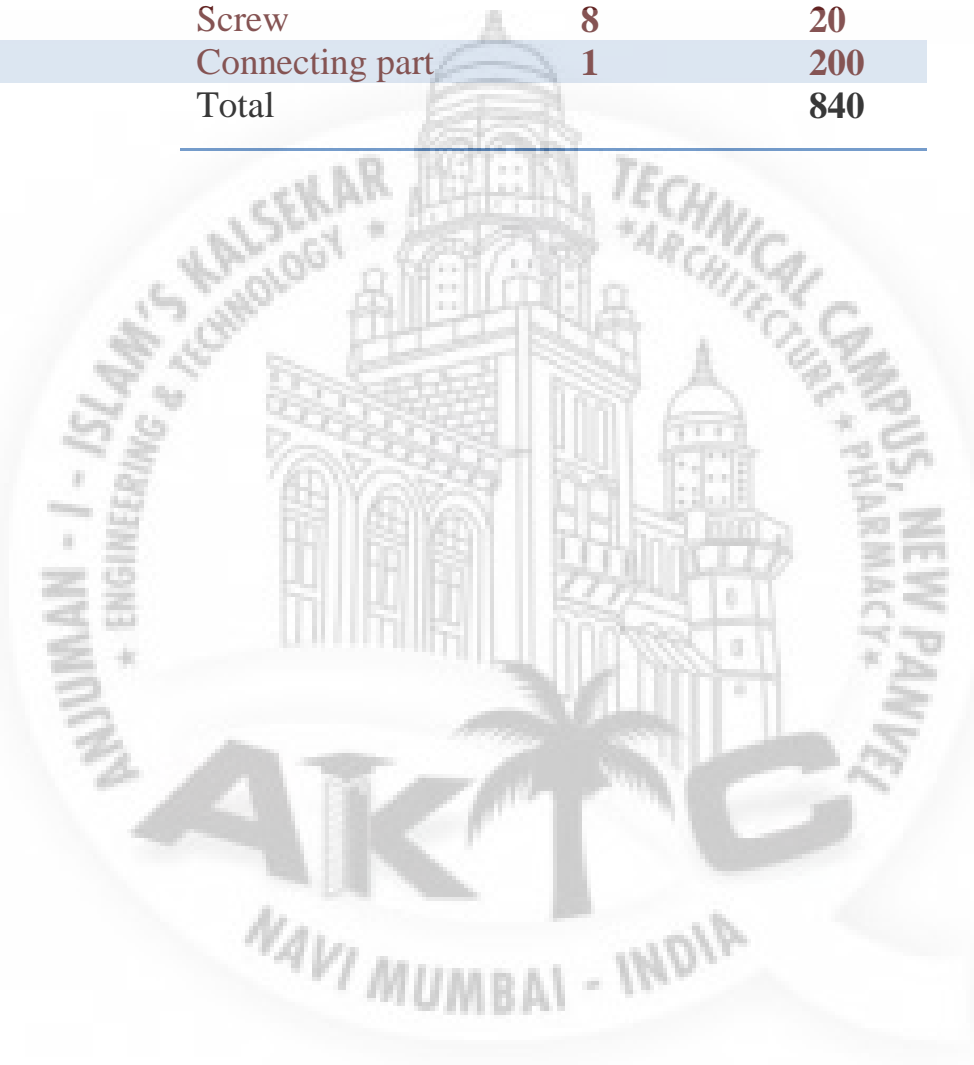 Screw 8 20
Connecting part 1 200
Total 840
ANJUMAN - I - ISLAM'S KALSEKAR TECHNICAL CAMPUS, NEW PANVEL
* ENGINEERING & TECHNOLOGY * *ARCHITECTURE * PHARMACY*
AKTC
NAVI MUMBAI - INDIA